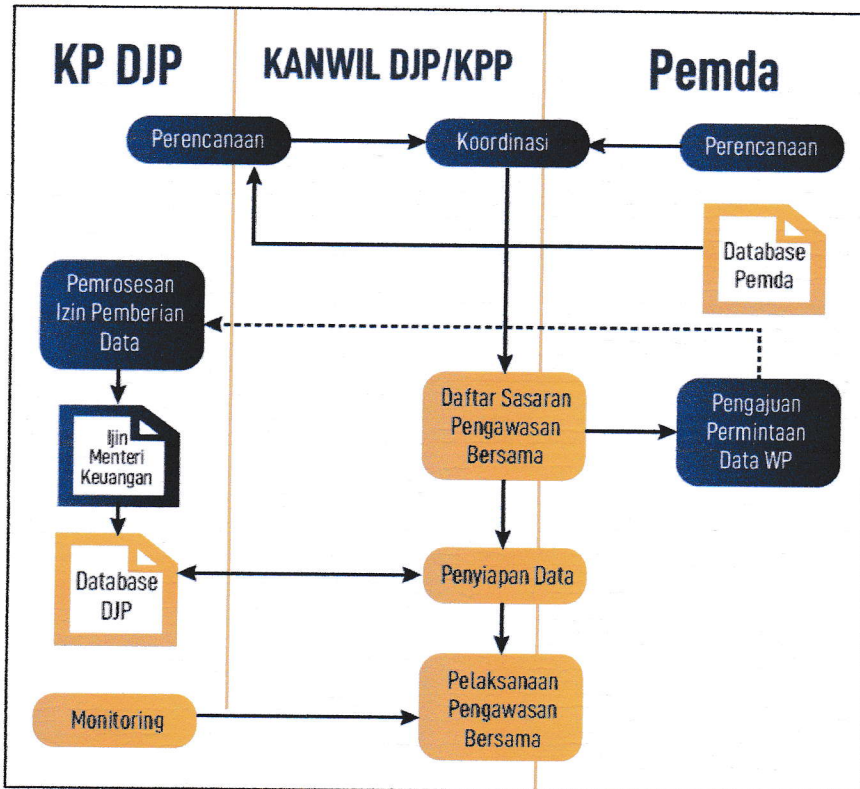 KP DJP
KANWIL DJP/KPP
Pemda
Perencanaan
Koordinasi
Perencanaan
Database
Pemda
Pemrosesan
Izin Pemberian
Data
Daftar Sasaran
Pengawasan
Bersama
Pengajuan
Permintaan
Data WP
Ijin
Menteri
Keuangan
Database
DJP
Penyiapan Data
Monitoring
Pelaksanaan
Pengawasan
Bersama